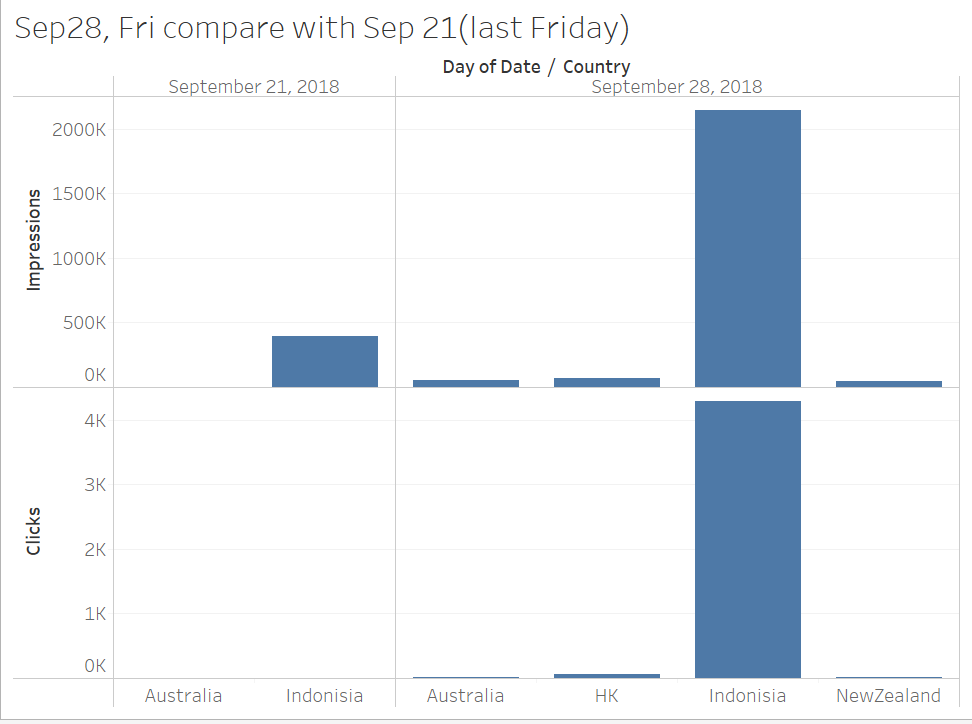 Sep28, Fri compare with Sep 21(last Friday)
Day of Date / Country
September 21, 2018
September 28, 2018
Impressions
2000K
1500K
1000K
500K
0K
Clicks
4K
3K
2K
1K
0K
Australia
Indonisia
Australia
HK
Indonisia
NewZealand